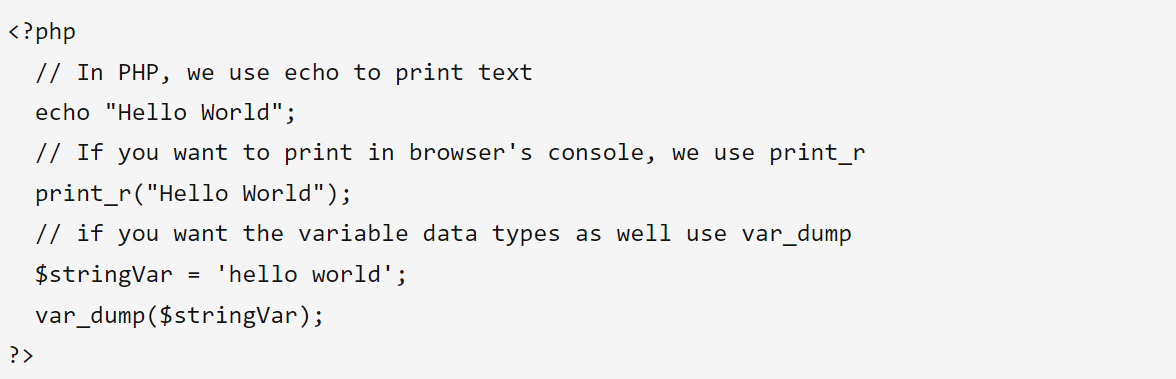 <?php
// In PHP, we use echo to print text
echo "Hello World";
// If you want to print in browser's console, we use print_r
print_r("Hello World");
// if you want the variable data types as well use var_dump
$stringVar = 'hello world';
var_dump($stringVar);
?>